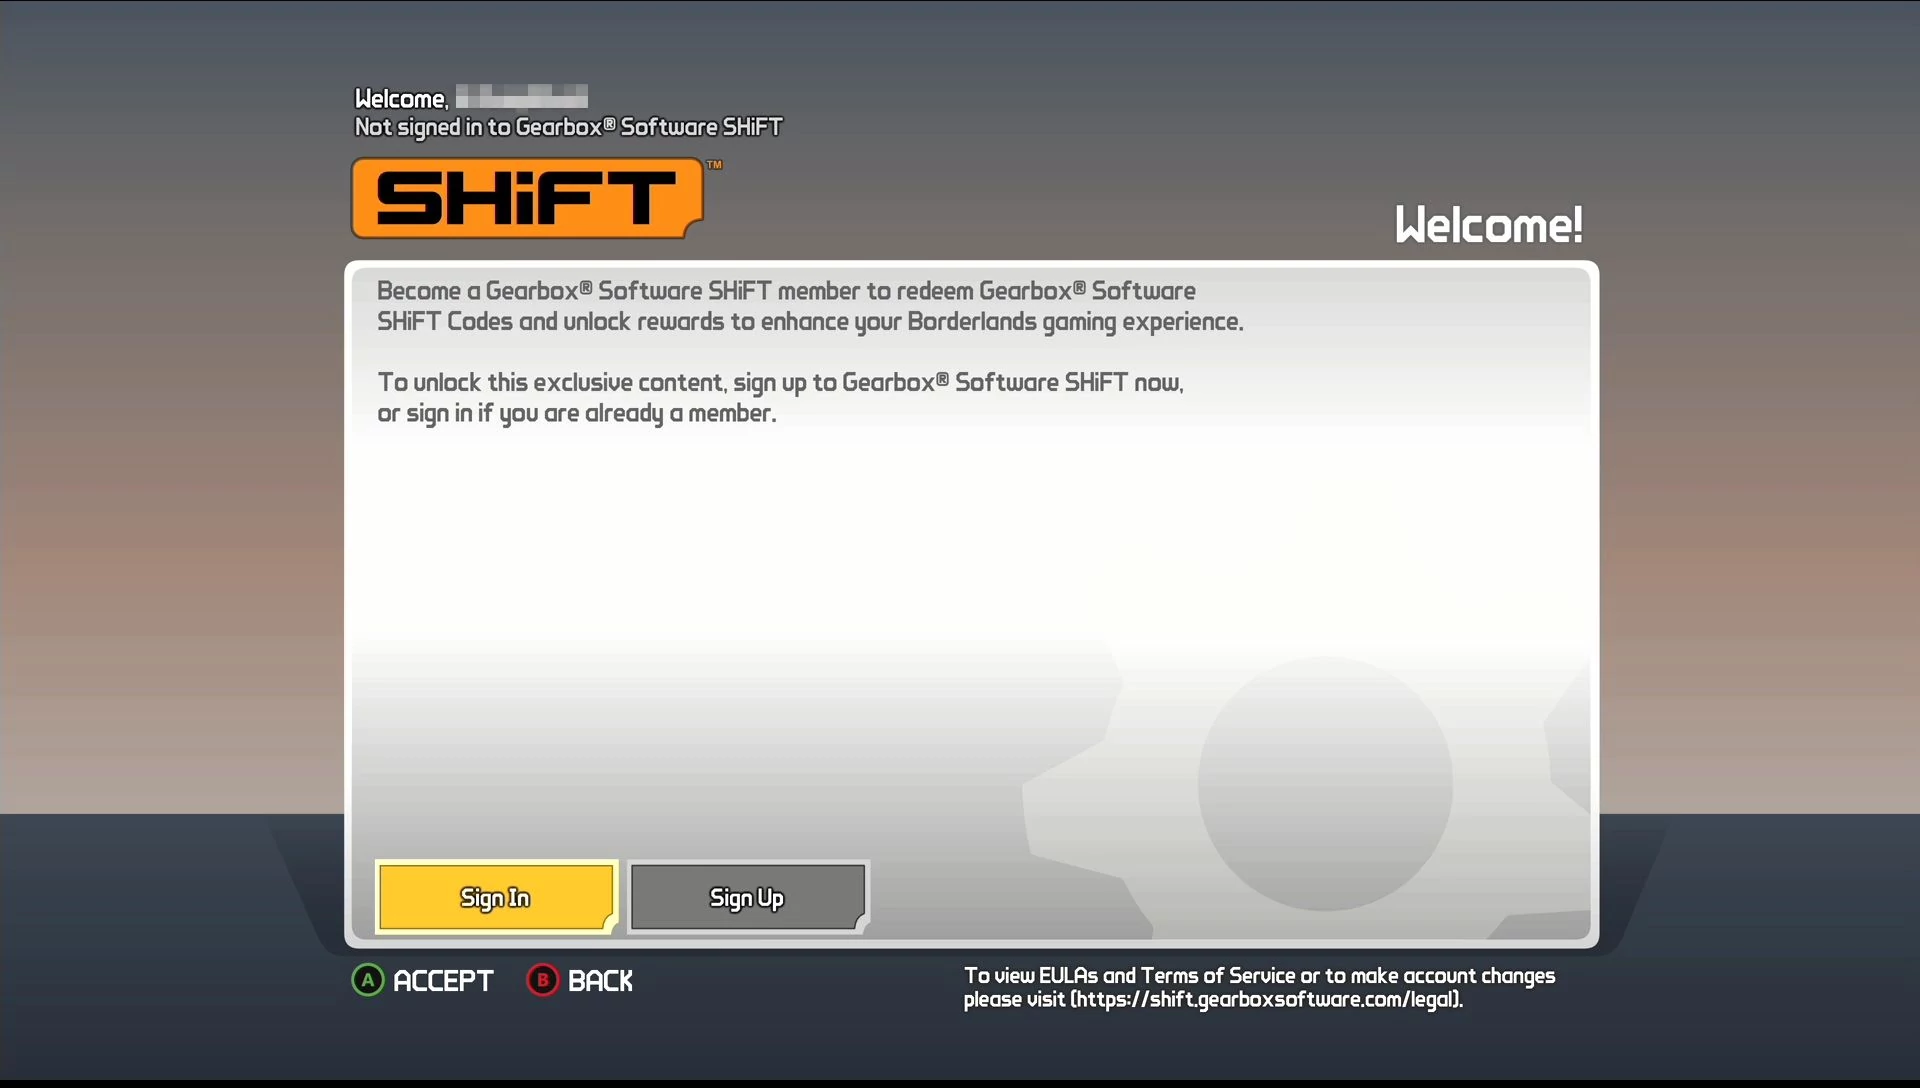 Welcome,
Not signed in to Gearbox® Software SHiFT
SHiFT™
Welcome!
Become a Gearbox® Software SHiFT member to redeem Gearbox® Software
SHiFT Codes and unlock rewards to enhance your Borderlands gaming experience.
To unlock this exclusive content, sign up to Gearbox® Software SHiFT now,
or sign in if you are already a member.
Sign In
Sign Up
A ACCEPT
B BACK
To view EULAs and Terms of Service or to make account changes
please visit (https://shift.gearboxsoftware.com/legal).